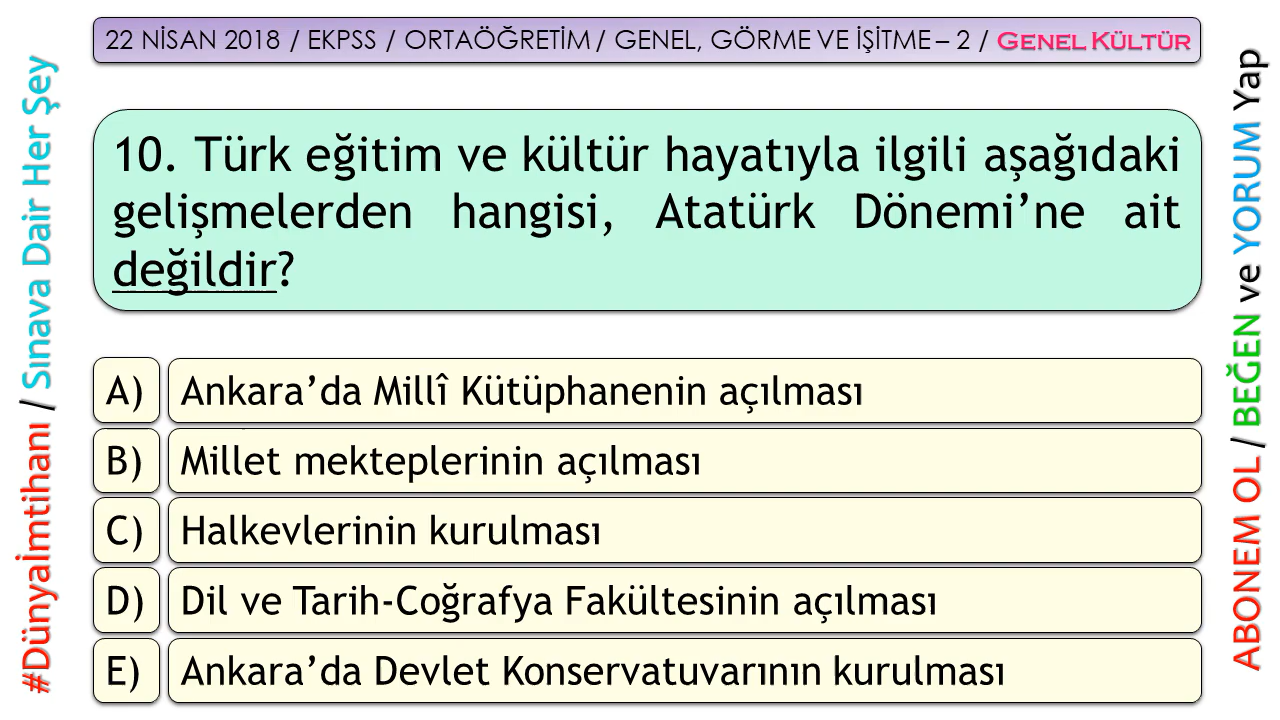 22 NİSAN 2018 / EKPSS / ORTAÖĞRETİM / GENEL, GÖRME VE İŞİTME – 2 / GENEL KÜLTÜR
#Dünyaİmtihanı / Sınava Dair Her Şey
10. Türk eğitim ve kültür hayatıyla ilgili aşağıdaki
gelişmelerden hangisi, Atatürk Dönemi’ne ait
değildir?
A) Ankara’da Millî Kütüphanenin açılması
B) Millet mekteplerinin açılması
C) Halkevlerinin kurulması
D) Dil ve Tarih-Coğrafya Fakültesinin açılması
E) Ankara’da Devlet Konservatuvarının kurulması
ABONEM OL / BEĞEN ve YORUM Yap